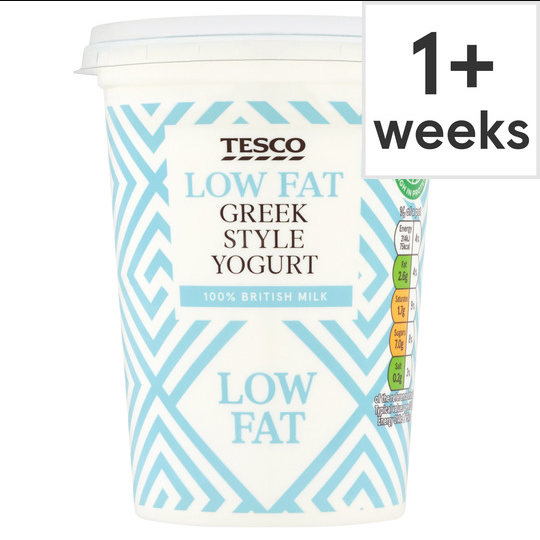 1+
weeks
TESCO
LOW FAT
GREEK
STYLE
YOGURT
100% BRITISH MILK
LOW
FAT
Energy
75kcal
Fat
2.6g
Saturates
1.7g
Sugars
7.0g
Salt
0.2g